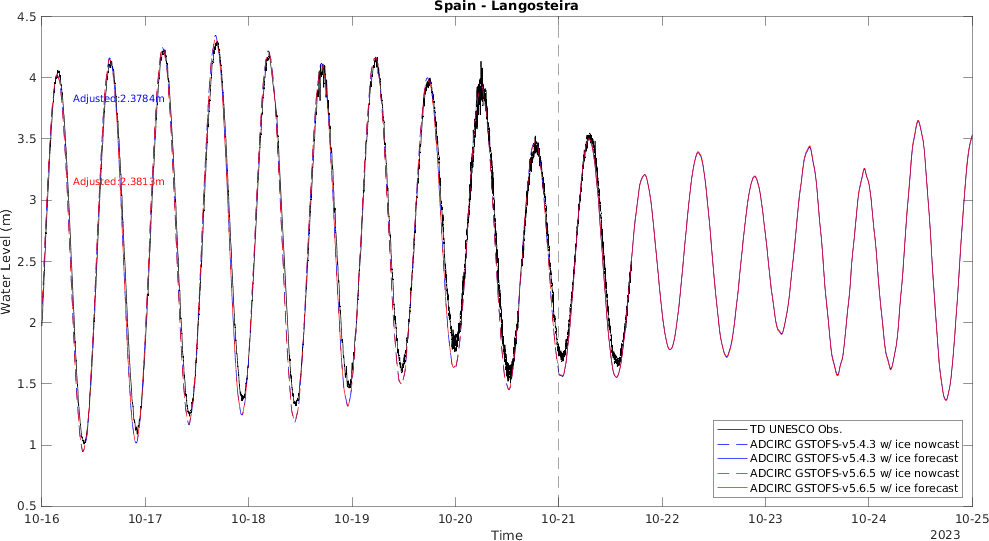 Spain - Langosteira
4.5
4
3.5
3
2.5
2
1.5
1
0.5
Water Level (m)
Adjusted:2.3784m
Adjusted:2.3813m
TD UNESCO Obs.
ADCIRC GSTOFS-v5.4.3 w/ ice nowcast
ADCIRC GSTOFS-v5.4.3 w/ ice forecast
ADCIRC GSTOFS-v5.6.5 w/ ice nowcast
ADCIRC GSTOFS-v5.6.5 w/ ice forecast
10-16 10-17 10-18 10-19 10-20 10-21 10-22 10-23 10-24 10-25
Time
2023